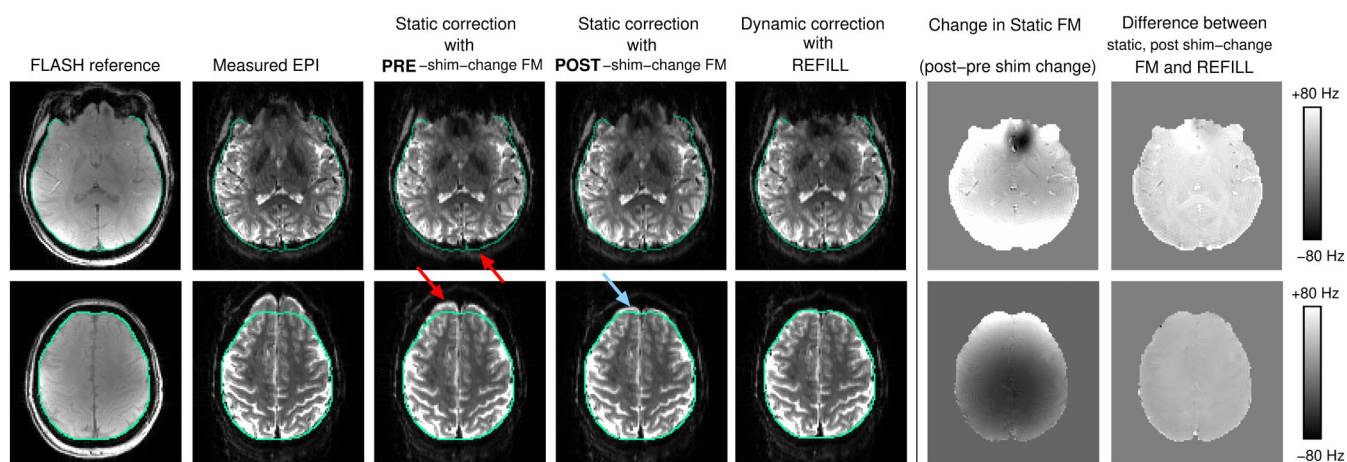 FLASH reference
Measured EPI
Static correction
with
PRE−shim−change FM
Static correction
with
POST−shim−change FM
Dynamic correction
with
REFILL
Change in Static FM
(post−pre shim change)
Difference between
static, post shim−change
FM and REFILL
+80 Hz
−80 Hz
+80 Hz
−80 Hz